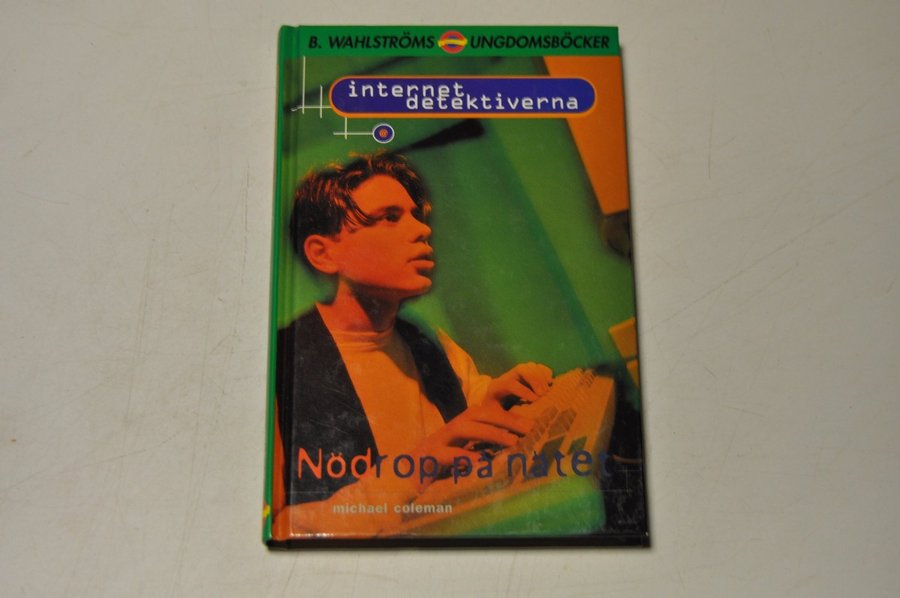 B. WAHLSTRÖMS UNGDOMSBÖCKER
internet
detektiverna
@
Nödrop på nätet
michael coleman